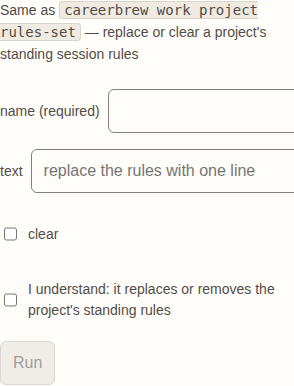 Same as careerbrew work project
rules-set — replace or clear a project's
standing session rules
name (required)
text replace the rules with one line
clear
I understand: it replaces or removes the
project's standing rules
Run